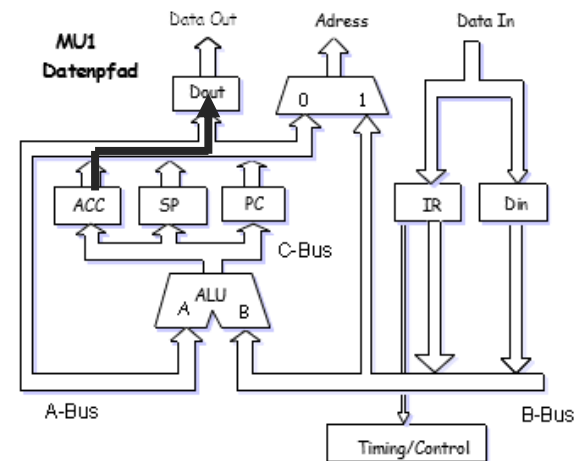 Data Out
Adress
Data In
MU1
Datenpfad
Dout
0
1
ACC
SP
PC
IR
Din
C-Bus
ALU
A
B
A-Bus
B-Bus
Timing/Control